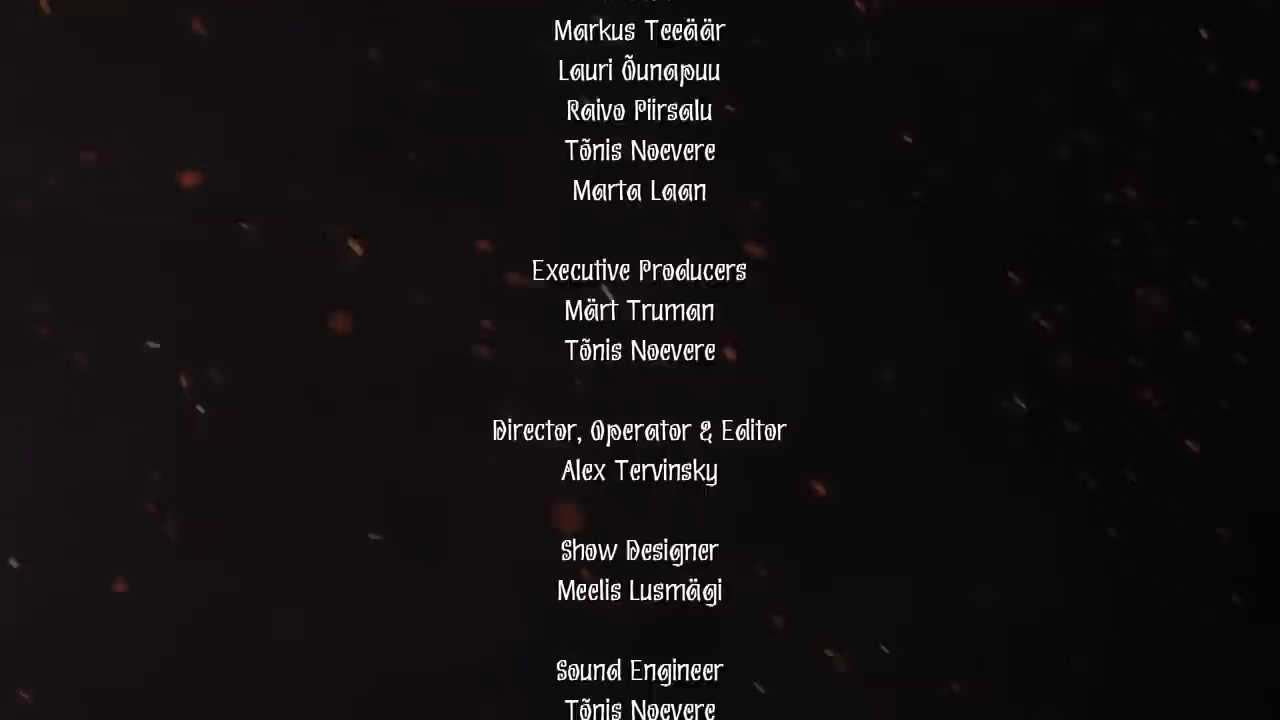 Markus Teeäär
Lauri Õunapuu
Raivo Piirsalu
Tõnis Noevere
Marta Laan
Executive Producers
Märt Truman
Tõnis Noevere
Director, Operator & Editor
Alex Tervinsky
Show Designer
Meelis Lusmägi
Sound Engineer
Tõnis Noevere